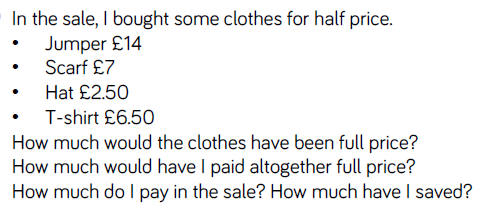 In the sale, I bought some clothes for half price.
• Jumper £14
• Scarf £7
• Hat £2.50
• T-shirt £6.50
How much would the clothes have been full price?
How much would have I paid altogether full price?
How much do I pay in the sale? How much have I saved?